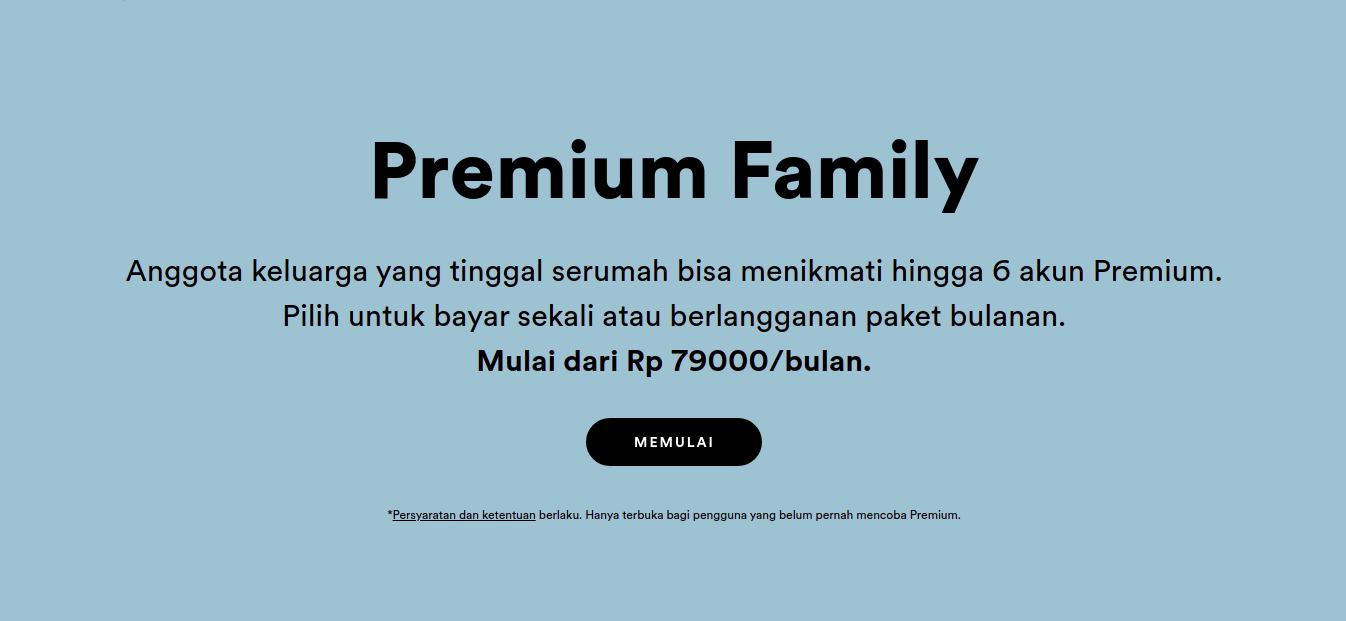 Premium Family
Anggota keluarga yang tinggal serumah bisa menikmati hingga 6 akun Premium.
Pilih untuk bayar sekali atau berlangganan paket bulanan.
Mulai dari Rp 79000/bulan.
MEMULAI
*Persyaratan dan ketentuan berlaku. Hanya terbuka bagi pengguna yang belum pernah mencoba Premium.